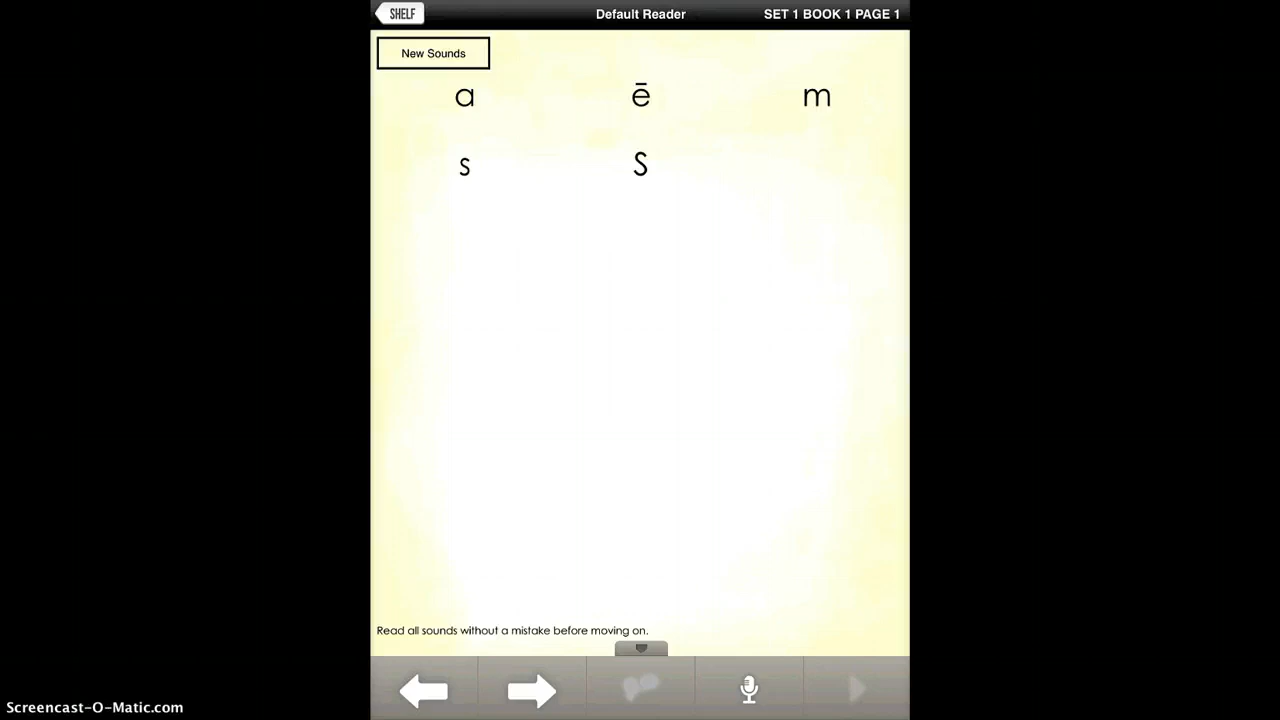 SHELF Default Reader SET 1 BOOK 1 PAGE 1
New Sounds
a ē m
s S
Read all sounds without a mistake before moving on.
Screencast-O-Matic.com